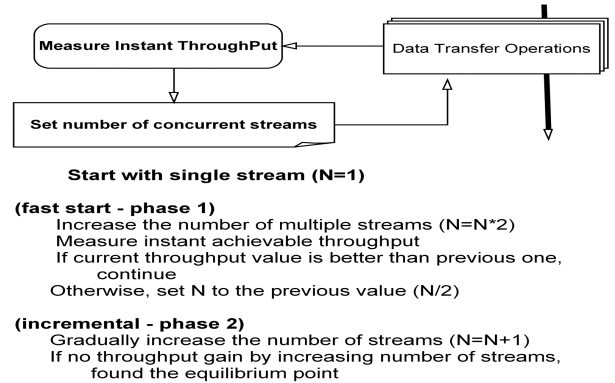 Measure Instant ThroughPut
Data Transfer Operations
Set number of concurrent streams
Start with single stream (N=1)
(fast start - phase 1)
Increase the number of multiple streams (N=N*2)
Measure instant achievable throughput
If current throughput value is better than previous one,
continue
Otherwise, set N to the previous value (N/2)
(incremental - phase 2)
Gradually increase the number of streams (N=N+1)
If no throughput gain by increasing number of streams,
found the equilibrium point